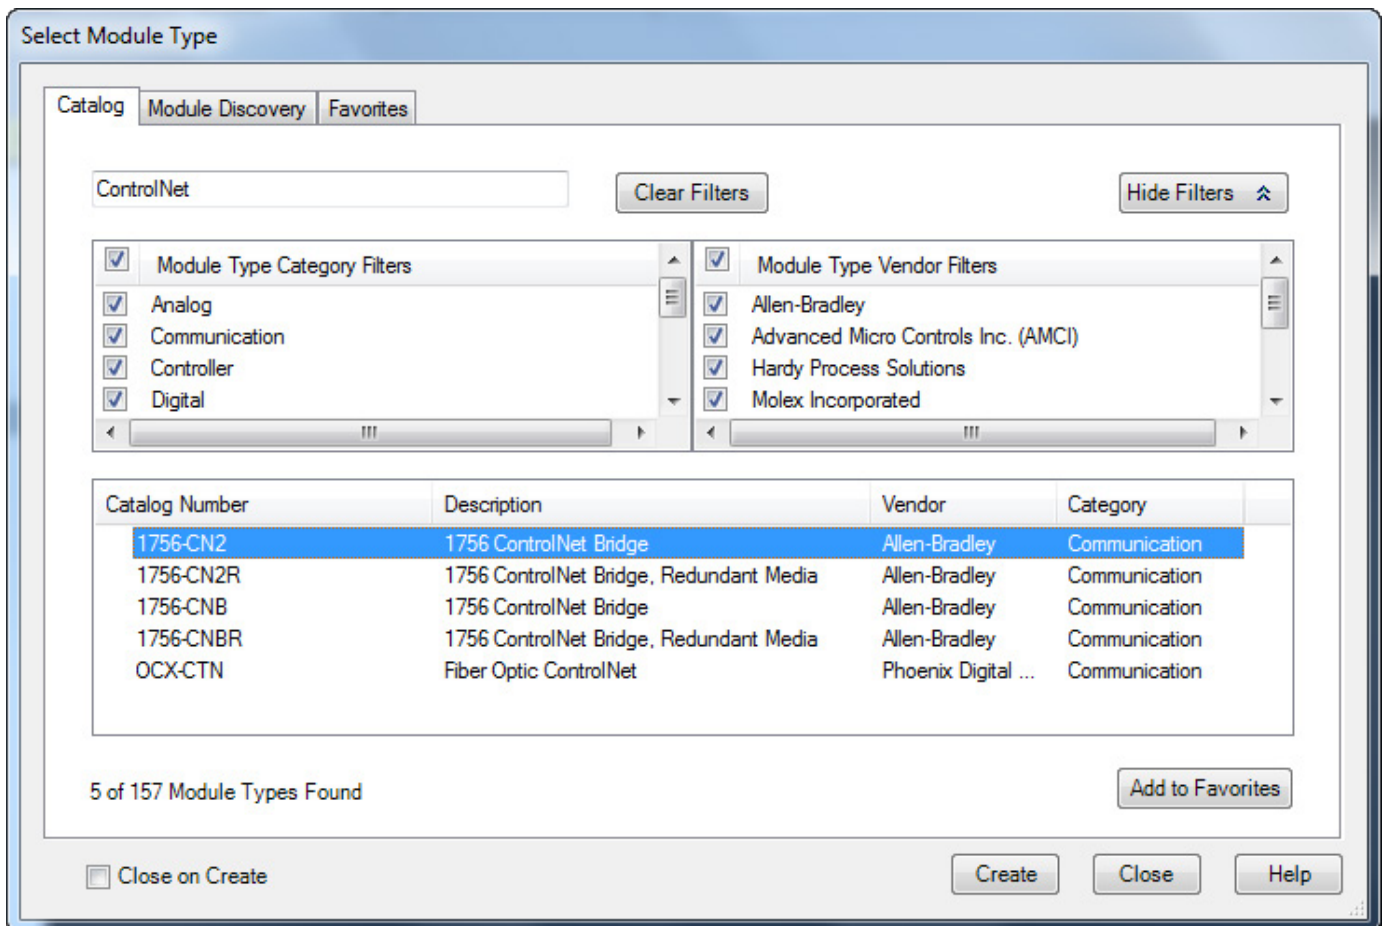 Select Module Type
Catalog Module Discovery Favorites
ControlNet Clear Filters Hide Filters
Module Type Category Filters Module Type Vendor Filters
Analog Allen-Bradley
Communication Advanced Micro Controls Inc. (AMCI)
Controller Hardy Process Solutions
Digital Molex Incorporated
Catalog Number Description Vendor Category
1756-CN2 1756 ControlNet Bridge Allen-Bradley Communication
1756-CN2R 1756 ControlNet Bridge, Redundant Media Allen-Bradley Communication
1756-CNB 1756 ControlNet Bridge Allen-Bradley Communication
1756-CNBR 1756 ControlNet Bridge, Redundant Media Allen-Bradley Communication
OCX-CTN Fiber Optic ControlNet Phoenix Digital ... Communication
5 of 157 Module Types Found Add to Favorites
Close on Create Create Close Help